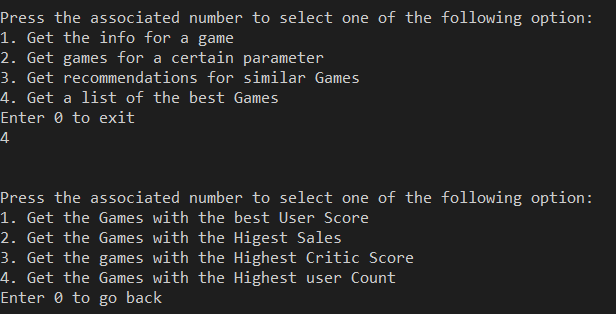 Press the associated number to select one of the following option:
1. Get the info for a game
2. Get games for a certain parameter
3. Get recommendations for similar Games
4. Get a list of the best Games
Enter 0 to exit
4
Press the associated number to select one of the following option:
1. Get the Games with the best User Score
2. Get the Games with the Higest Sales
3. Get the games with the Highest Critic Score
4. Get the Games with the Highest user Count
Enter 0 to go back